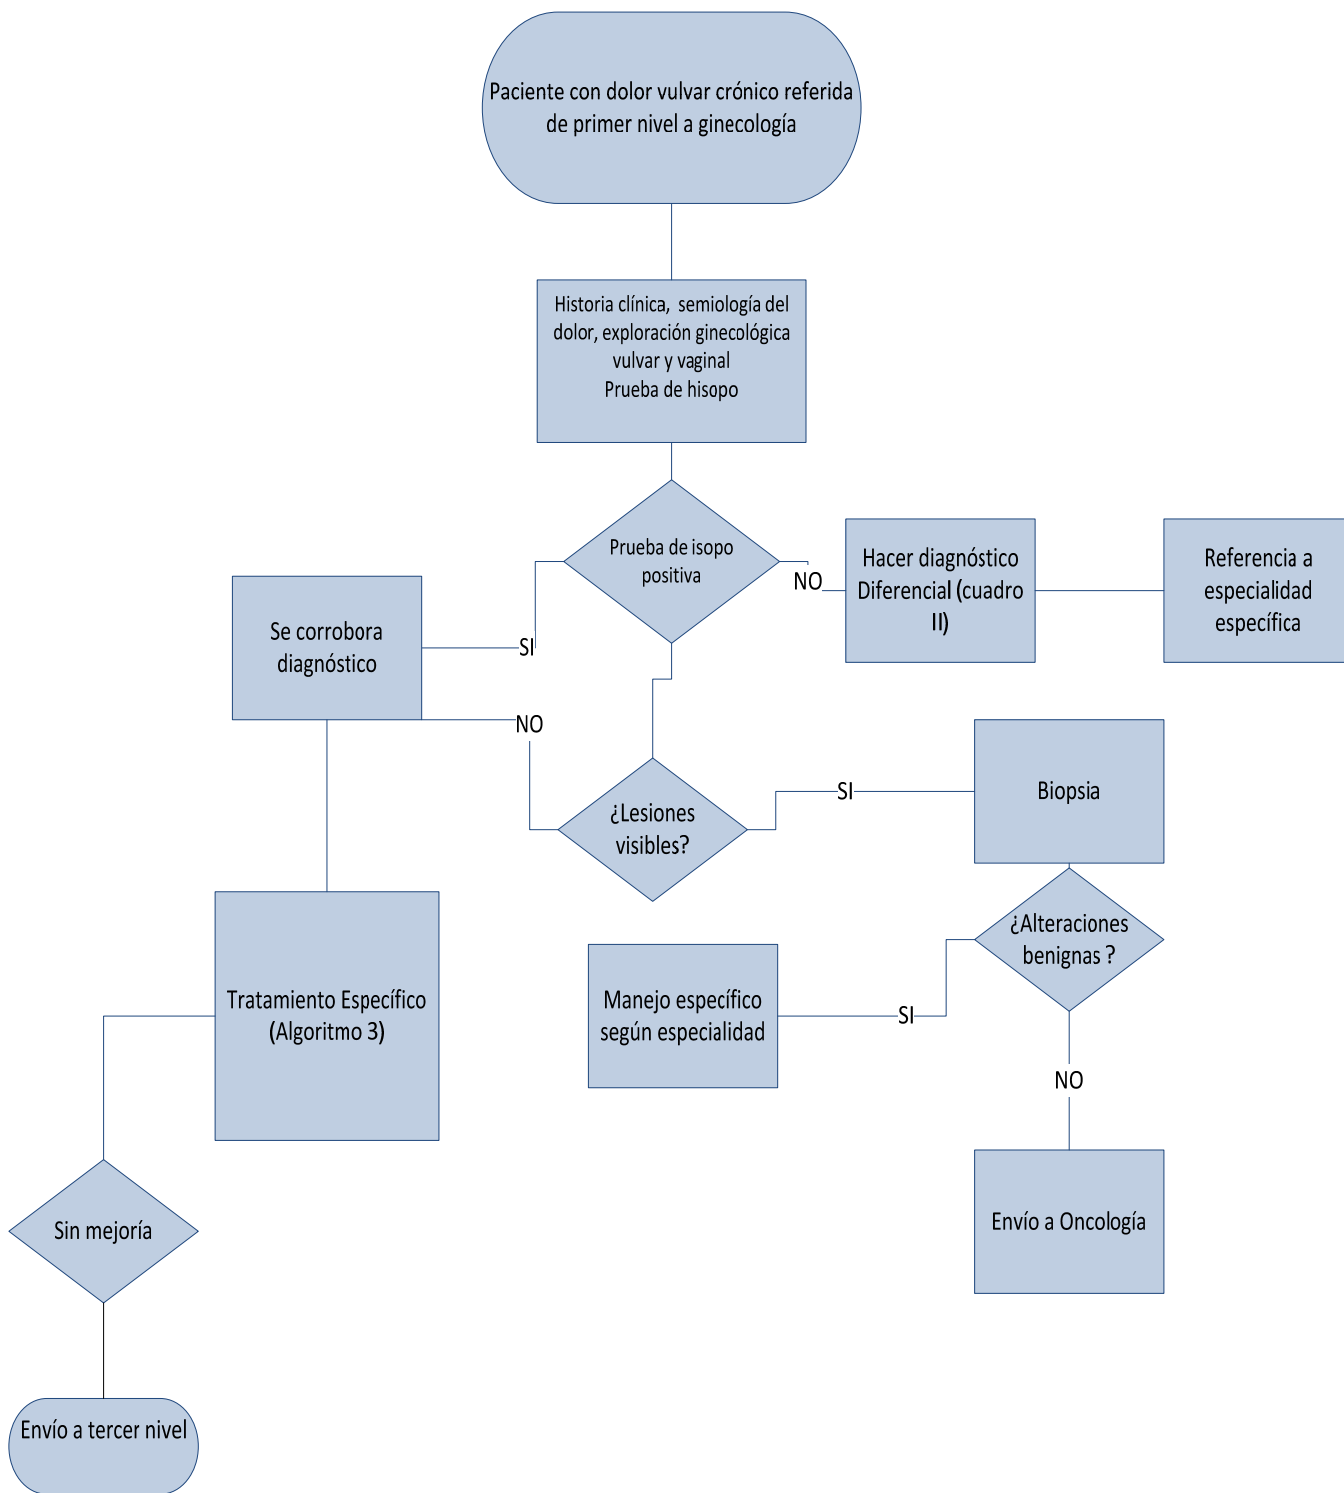 Paciente con dolor vulvar crónico referida
de primer nivel a ginecología
Historia clínica, semiología del
dolor, exploración ginecológica
vulvar y vaginal
Prueba de hisopo
Prueba de isopo
positiva
NO
Hacer diagnóstico
Diferencial (cuadro
II)
Referencia a
especialidad
específica
SI
Se corrobora
diagnóstico
NO
¿Lesiones
visibles?
SI
Biopsia
¿Alteraciones
benignas ?
SI
Manejo específico
según especialidad
NO
Envío a Oncología
Tratamiento Específico
(Algoritmo 3)
Sin mejoría
Envío a tercer nivel